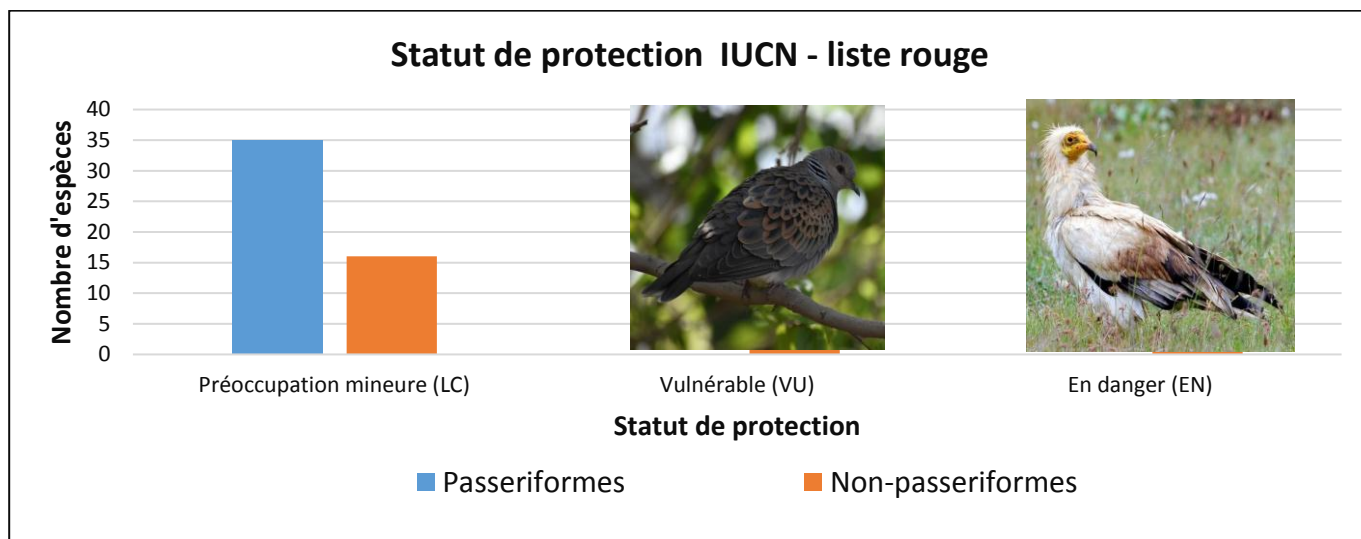 Statut de protection  IUCN - liste rouge
Nombre d'espèces
40
35
30
25
20
15
10
5
0
Préoccupation mineure (LC)
Vulnérable (VU)
En danger (EN)
Statut de protection
Passeriformes
Non-passeriformes